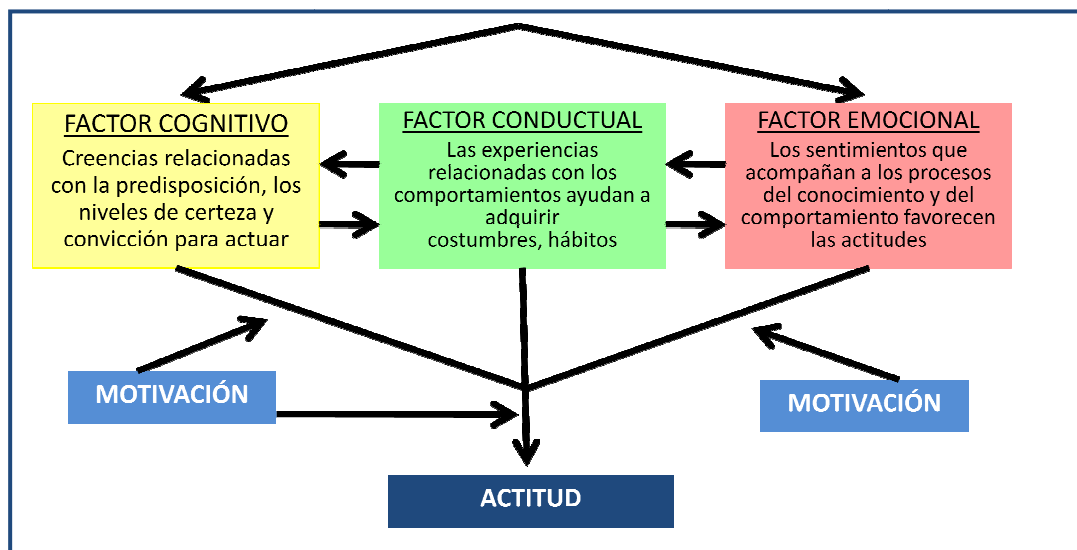 FACTOR COGNITIVO
Creencias relacionadas
con la predisposición, los
niveles de certeza y
convicción para actuar
FACTOR CONDUCTUAL
Las experiencias
relacionadas con los
comportamientos ayudan a
adquirir
costumbres, hábitos
FACTOR EMOCIONAL
Los sentimientos que
acompañan a los procesos
del conocimiento y del
comportamiento favorecen
las actitudes
MOTIVACIÓN
MOTIVACIÓN
ACTITUD